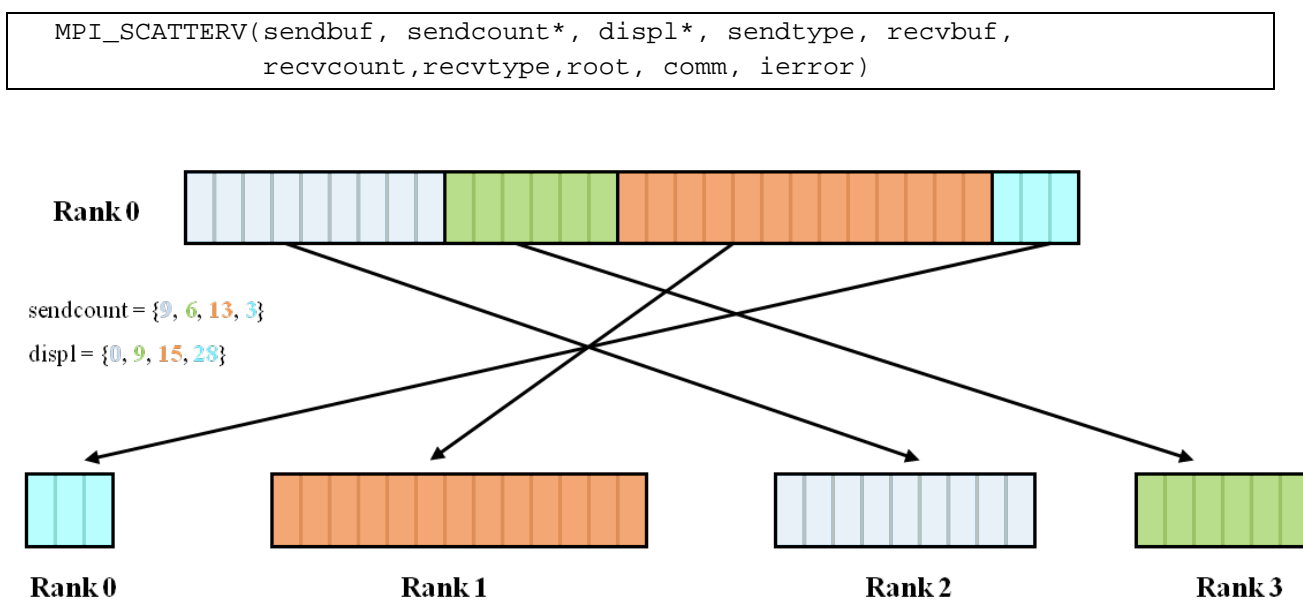 MPI_SCATTERV(sendbuf, sendcount*, displ*, sendtype, recvbuf,
recvcount,recvtype,root, comm, ierror)
Rank 0
sendcount = {9, 6, 13, 3}
displ = {0, 9, 15, 28}
Rank 0 Rank 1 Rank 2 Rank 3